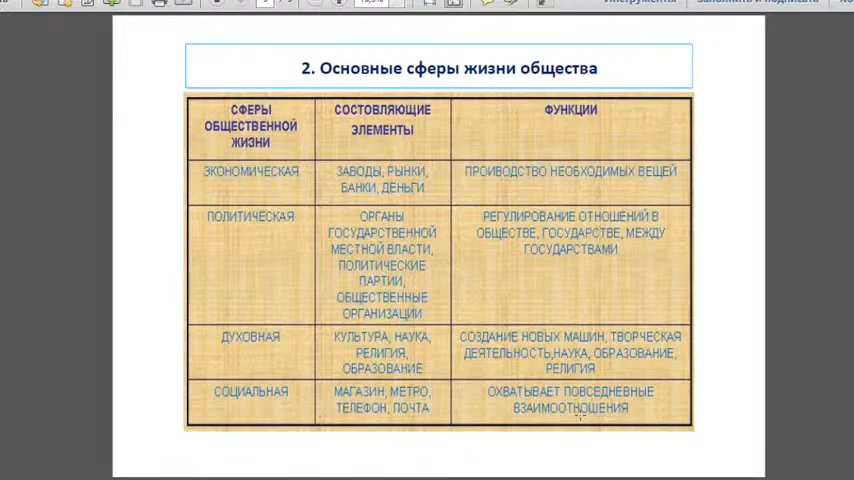 2. Основные сферы жизни общества
СФЕРЫ
ОБЩЕСТВЕННОЙ
ЖИЗНИ
СОСТОВЛЯЮЩИЕ
ЭЛЕМЕНТЫ
ФУНКЦИИ
ЭКОНОМИЧЕСКАЯ
ЗАВОДЫ, РЫНКИ,
БАНКИ, ДЕНЬГИ
ПРОИВОДСТВО НЕОБХОДИМЫХ ВЕЩЕЙ
ПОЛИТИЧЕСКАЯ
ОРГАНЫ
ГОСУДАРСТВЕННОЙ
МЕСТНОЙ ВЛАСТИ,
ПОЛИТИЧЕСКИЕ
ПАРТИИ,
ОБЩЕСТВЕННЫЕ
ОРГАНИЗАЦИИ
РЕГУЛИРОВАНИЕ ОТНОШЕНИЙ В
ОБЩЕСТВЕ, ГОСУДАРСТВЕ, МЕЖДУ
ГОСУДАРСТВАМИ
ДУХОВНАЯ
КУЛЬТУРА, НАУКА,
РЕЛИГИЯ,
ОБРАЗОВАНИЕ
СОЗДАНИЕ НОВЫХ МАШИН, ТВОРЧЕСКАЯ
ДЕЯТЕЛЬНОСТЬ,НАУКА, ОБРАЗОВАНИЕ,
РЕЛИГИЯ
СОЦИАЛЬНАЯ
МАГАЗИН, МЕТРО,
ТЕЛЕФОН, ПОЧТА
ОХВАТЫВАЕТ ПОВСЕДНЕВНЫЕ
ВЗАИМООТНОШЕНИЯ